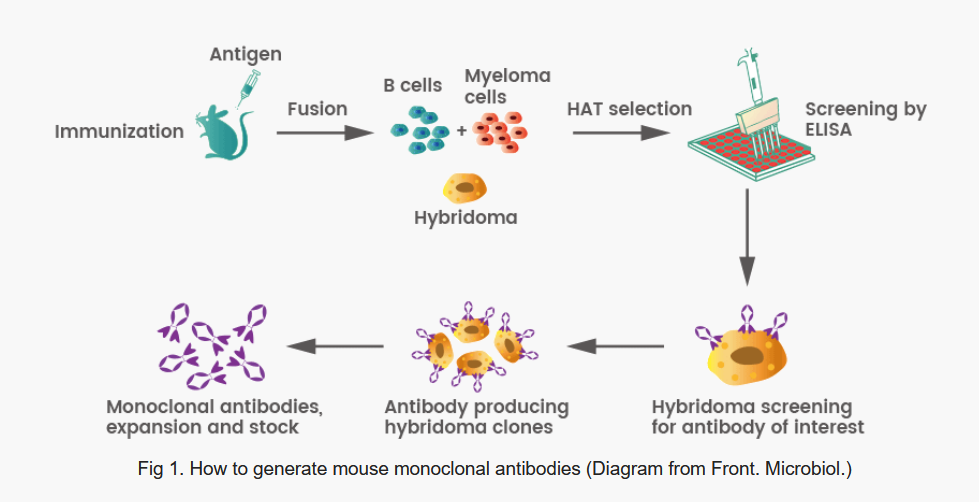 Antigen
Immunization
Fusion
B cells
Myeloma
cells
+
Hybridoma
HAT selection
Screening by
ELISA
Monoclonal antibodies,
expansion and stock
Antibody producing
hybridoma clones
Hybridoma screening
for antibody of interest
Fig 1. How to generate mouse monoclonal antibodies (Diagram from Front. Microbiol.)